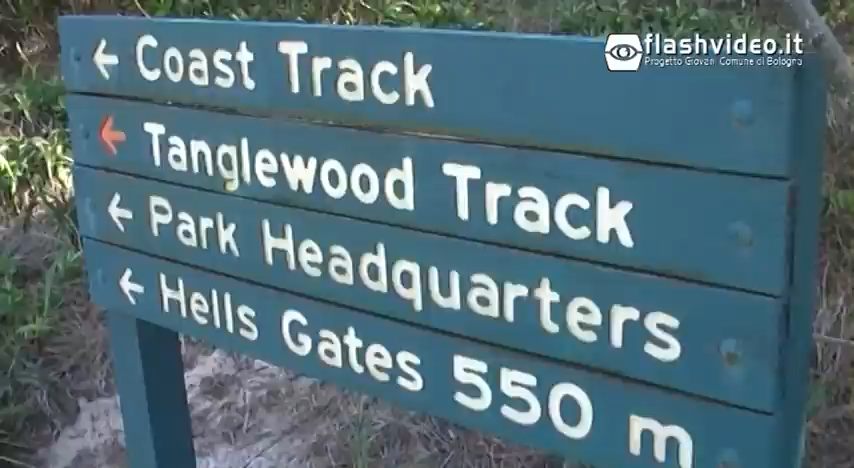 flashvideo.it
Progetto Giovani Comune di Bologna
← Coast Track
← Tanglewood Track
← Park Headquarters
← Hells Gates 550 m